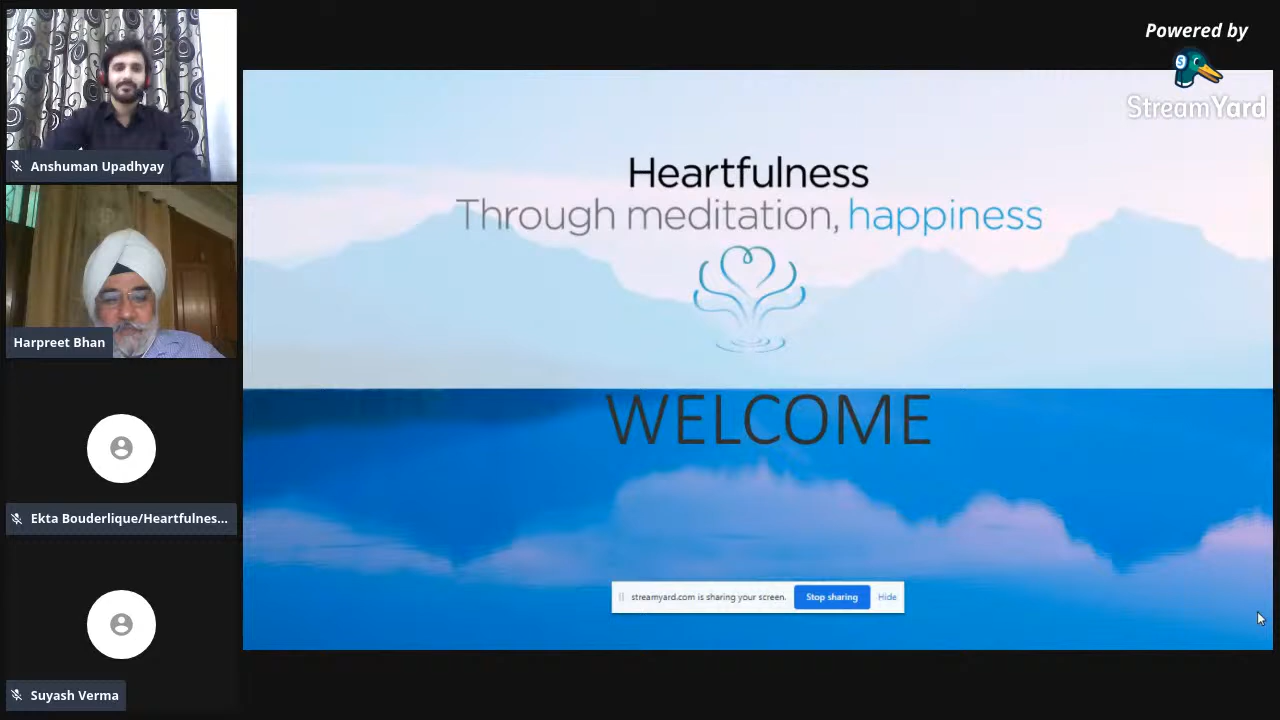 Powered by
StreamYard
Anshuman Upadhyay
Harpreet Bhan
Ekta Bouderlique/Heartfulnes...
Suyash Verma
Heartfulness
Through meditation, happiness
WELCOME
streamyard.com is sharing your screen.
Stop sharing
Hide